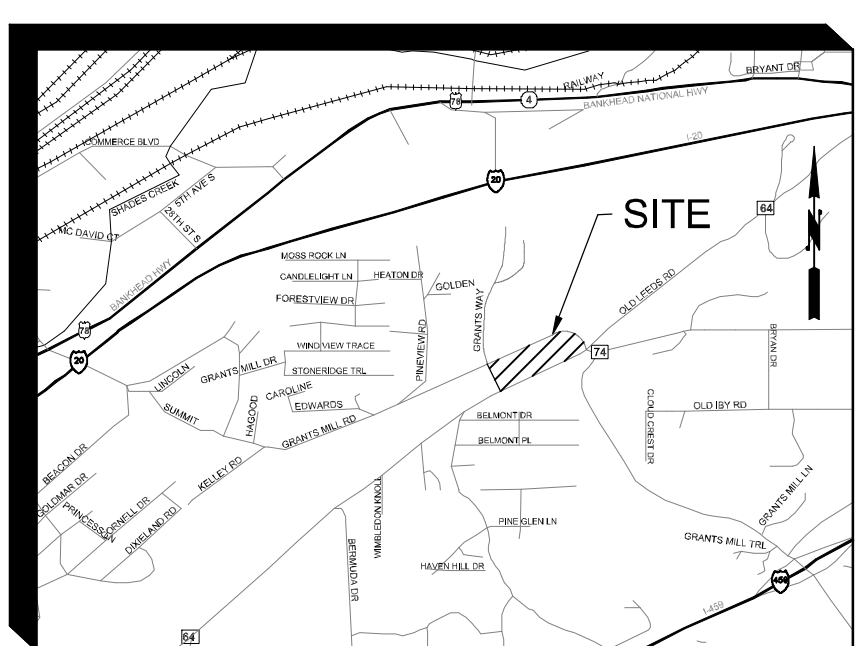 BRYANT DR
RAILWAY
78
4
BANKHEAD NATIONAL HWY
I-20
COMMERCE BLVD
20
SHADES CREEK
5TH AVE S
28TH ST S
MC DAVID CT
SITE
64
N
MOSS ROCK LN
CANDLELIGHT LN
HEATON DR
GOLDEN
FORESTVIEW DR
BANKHEAD HWY
OLD LEEDS RD
GRANTS WAY
78
20
WIND VIEW TRACE
PINEVIEW RD
74
BRYAN DR
LINCOLN
GRANTS MILL DR
STONERIDGE TRL
CAROLINE
EDWARDS
SUMMIT
HAGOOD
GRANTS MILL RD
BELMONT DR
BELMONT PL
CLOUD CREST DR
OLD IBY RD
BEACON DR
KELLEY RD
GOLDMAR DR
PRINCESS LN
CORNELL DR
DIXIELAND RD
WIMBLEDON KNOLL
PINE GLEN LN
GRANTS MILL LN
GRANTS MILL TRL
BERMUDA DR
HAVEN HILL DR
459
I-459
64